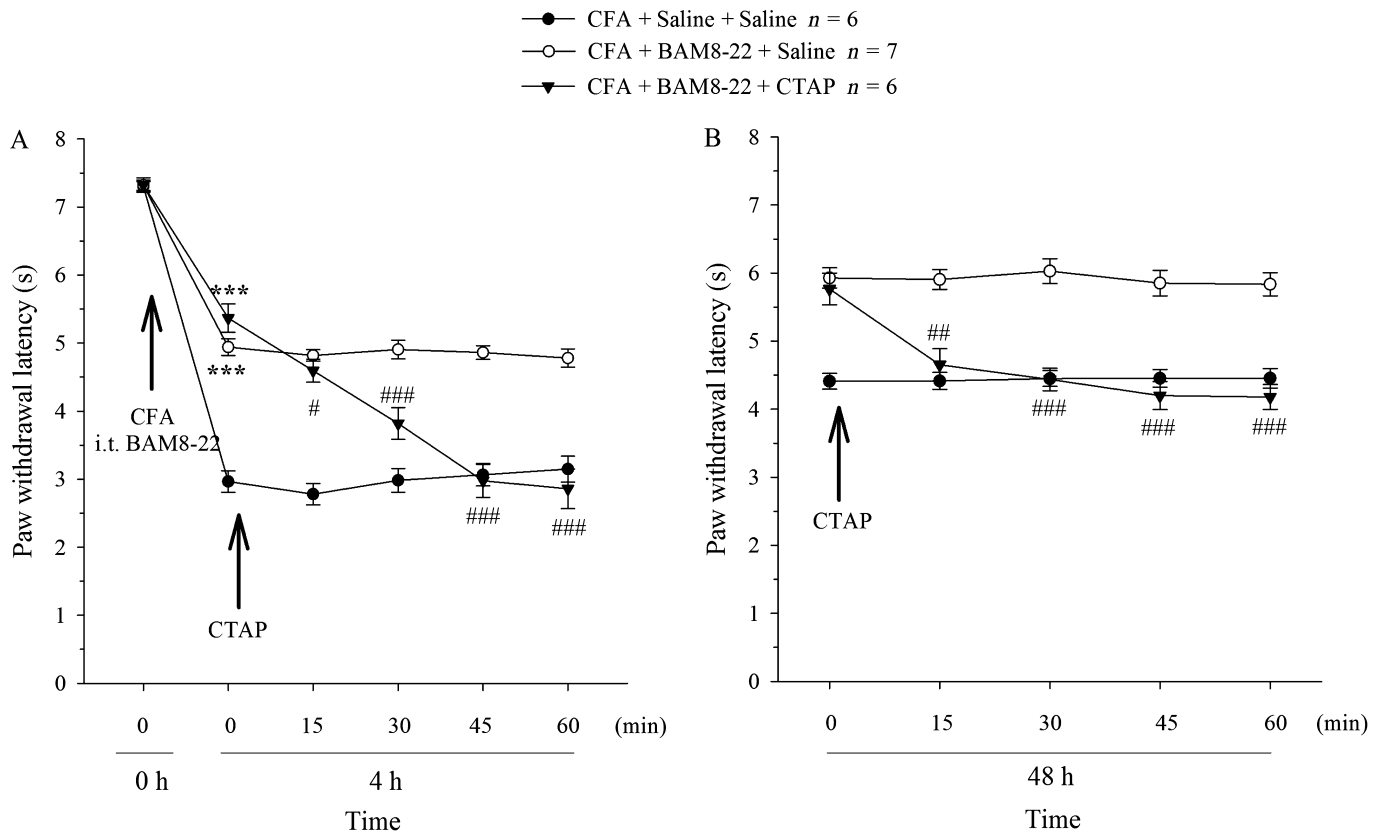 CFA + Saline + Saline n = 6
CFA + BAM8-22 + Saline n = 7
CFA + BAM8-22 + CTAP n = 6
A
8
7
6
5
4
3
2
1
0
Paw withdrawal latency (s)
***
***
#
###
###
###
CFA
i.t. BAM8-22
CTAP
0 0 15 30 45 60 (min)
0 h 4 h
Time
B
8
7
6
5
4
3
2
1
0
Paw withdrawal latency (s)
##
###
###
###
CTAP
0 15 30 45 60 (min)
48 h
Time